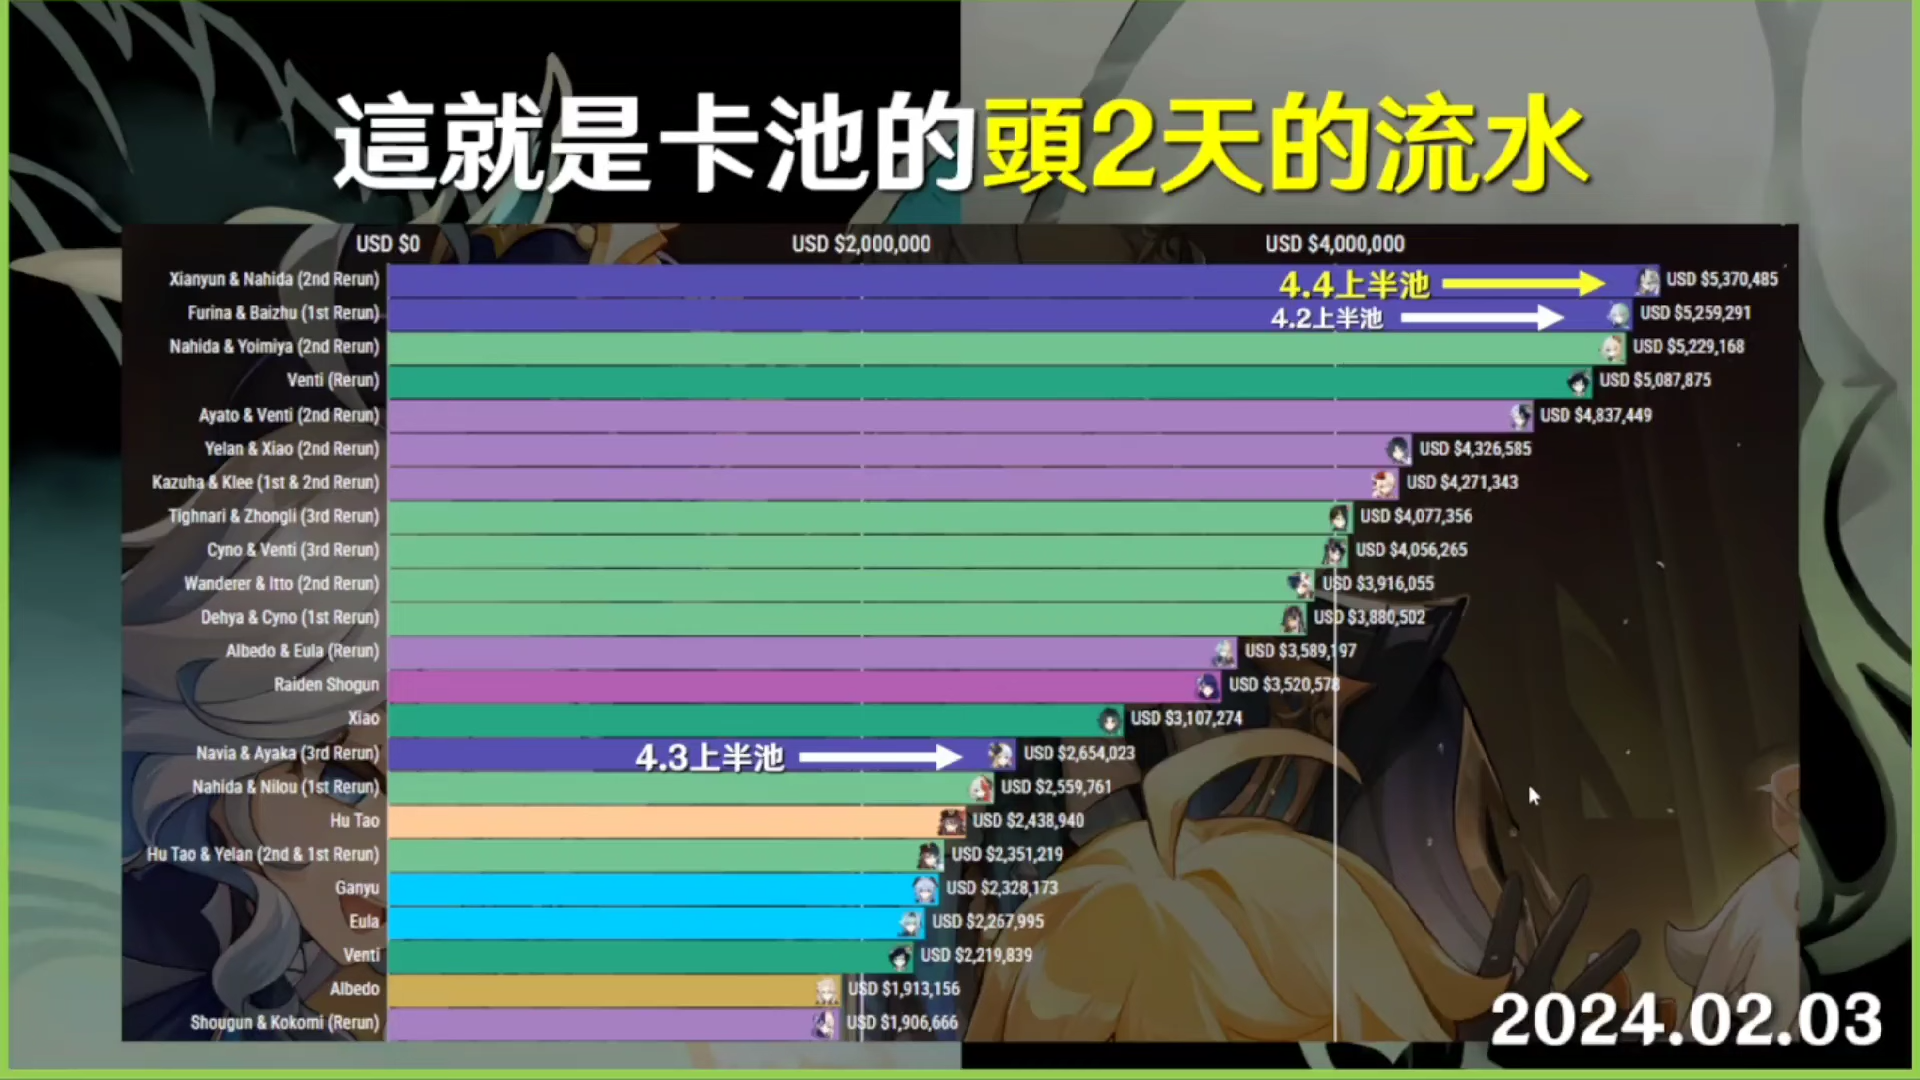 這就是卡池的頭2天的流水
USD $0 USD $2,000,000 USD $4,000,000
Xianyun & Nahida (2nd Rerun) 4.4上半池 USD $5,370,485
Furina & Baizhu (1st Rerun) 4.2上半池 USD $5,259,291
Nahida & Yoimiya (2nd Rerun) USD $5,229,168
Venti (Rerun) USD $5,087,875
Ayato & Venti (2nd Rerun) USD $4,837,449
Yelan & Xiao (2nd Rerun) USD $4,326,585
Kazuha & Klee (1st & 2nd Rerun) USD $4,271,343
Tighnari & Zhongli (3rd Rerun) USD $4,077,356
Cyno & Venti (3rd Rerun) USD $4,056,265
Wanderer & Itto (2nd Rerun) USD $3,916,055
Dehya & Cyno (1st Rerun) USD $3,880,502
Albedo & Eula (Rerun) USD $3,589,197
Raiden Shogun USD $3,520,578
Xiao USD $3,107,274
Navia & Ayaka (3rd Rerun) 4.3上半池 USD $2,654,023
Nahida & Nilou (1st Rerun) USD $2,559,761
Hu Tao USD $2,438,940
Hu Tao & Yelan (2nd & 1st Rerun) USD $2,351,219
Ganyu USD $2,328,173
Eula USD $2,267,995
Venti USD $2,219,839
Albedo USD $1,913,156
Shougun & Kokomi (Rerun) USD $1,906,666
2024.02.03